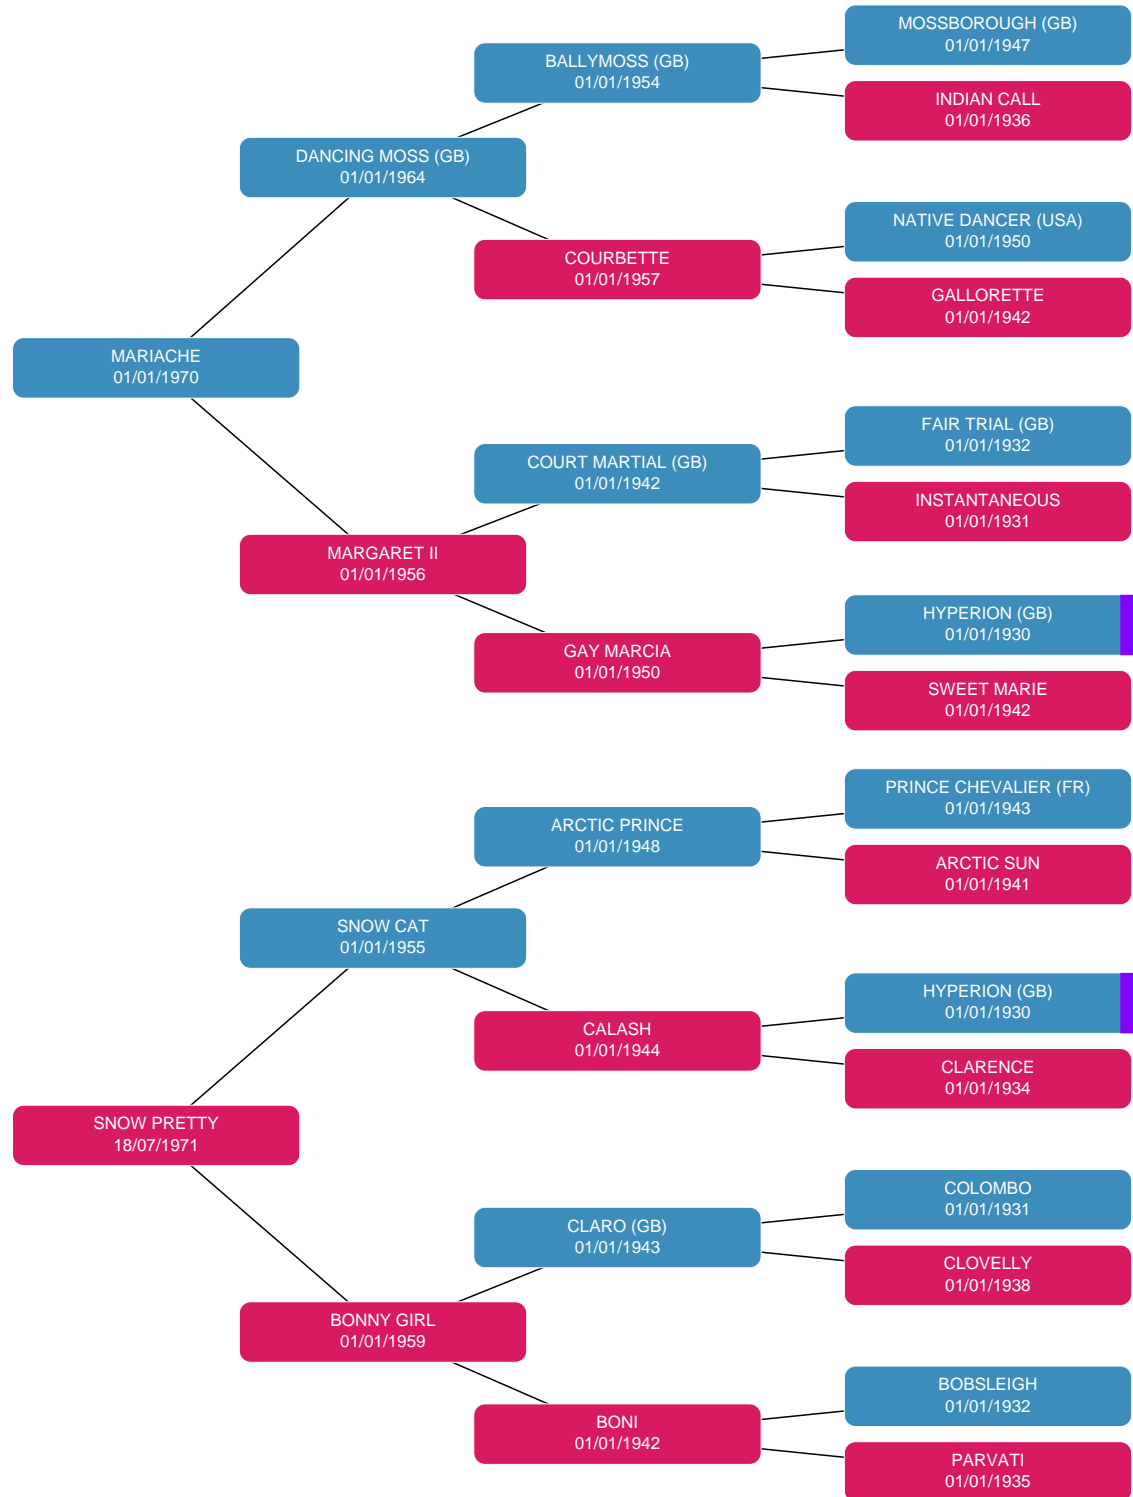 MOSSBOROUGH (GB)
01/01/1947
BALLYMOSS (GB)
01/01/1954
INDIAN CALL
01/01/1936
DANCING MOSS (GB)
01/01/1964
NATIVE DANCER (USA)
01/01/1950
COURBETTE
01/01/1957
GALLORETTE
01/01/1942
MARIACHE
01/01/1970
FAIR TRIAL (GB)
01/01/1932
COURT MARTIAL (GB)
01/01/1942
INSTANTANEOUS
01/01/1931
MARGARET II
01/01/1956
HYPERION (GB)
01/01/1930
GAY MARCIA
01/01/1950
SWEET MARIE
01/01/1942
PRINCE CHEVALIER (FR)
01/01/1943
ARCTIC PRINCE
01/01/1948
ARCTIC SUN
01/01/1941
SNOW CAT
01/01/1955
HYPERION (GB)
01/01/1930
CALASH
01/01/1944
CLARENCE
01/01/1934
SNOW PRETTY
18/07/1971
COLOMBO
01/01/1931
CLARO (GB)
01/01/1943
CLOVELLY
01/01/1938
BONNY GIRL
01/01/1959
BOBSLEIGH
01/01/1932
BONI
01/01/1942
PARVATI
01/01/1935